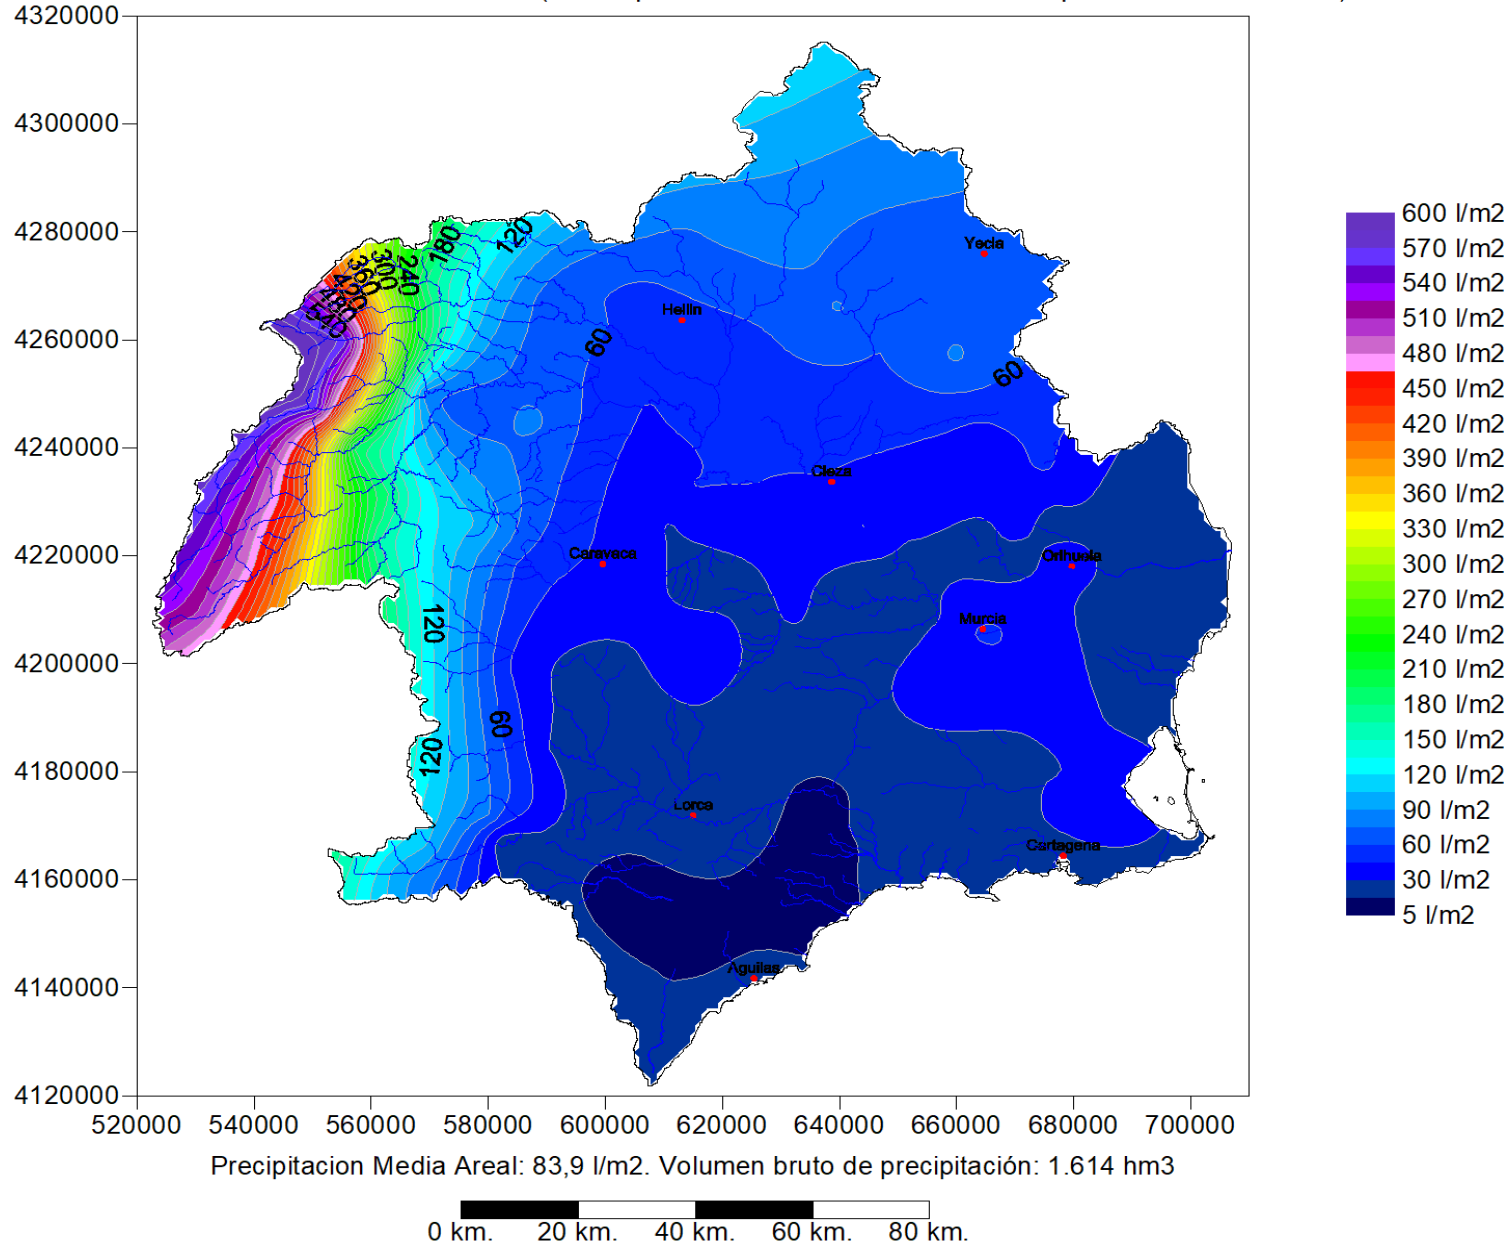 4320000
4300000
4280000
4260000
4240000
4220000
4200000
4180000
4160000
4140000
4120000
520000 540000 560000 580000 600000 620000 640000 660000 680000 700000
180
120
240
300
360
420
480
540
60
60
120
60
120
Yecla
Hellin
Cieza
Caravaca
Orihuela
Murcia
Lorca
Cartagena
Aguilas
600 l/m2
570 l/m2
540 l/m2
510 l/m2
480 l/m2
450 l/m2
420 l/m2
390 l/m2
360 l/m2
330 l/m2
300 l/m2
270 l/m2
240 l/m2
210 l/m2
180 l/m2
150 l/m2
120 l/m2
90 l/m2
60 l/m2
30 l/m2
5 l/m2
Precipitacion Media Areal: 83,9 l/m2. Volumen bruto de precipitación: 1.614 hm3
0 km. 20 km. 40 km. 60 km. 80 km.